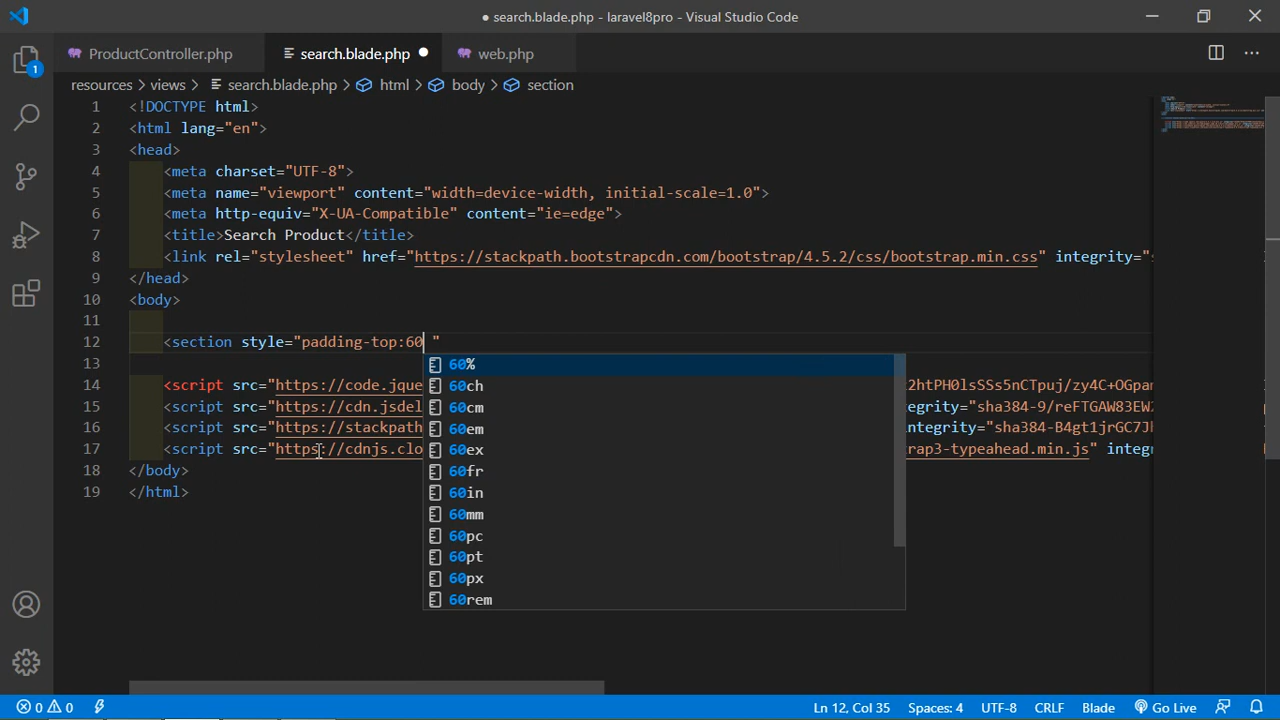 ● search.blade.php - laravel8pro - Visual Studio Code
ProductController.php search.blade.php web.php
resources > views > search.blade.php > html > body > section
1 <!DOCTYPE html>
2 <html lang="en">
3 <head>
4 <meta charset="UTF-8">
5 <meta name="viewport" content="width=device-width, initial-scale=1.0">
6 <meta http-equiv="X-UA-Compatible" content="ie=edge">
7 <title>Search Product</title>
8 <link rel="stylesheet" href="https://stackpath.bootstrapcdn.com/bootstrap/4.5.2/css/bootstrap.min.css" integrity="s
9 </head>
10 <body>
11
12 <section style="padding-top:60 "
13
14 <script src="https://code.jque 2htPH0lsSSs5nCTpuj/zy4C+OGpam
15 <script src="https://cdn.jsdel ntegrity="sha384-9/reFTGAW83EW2
16 <script src="https://stackpath integrity="sha384-B4gt1jrGC7Jh
17 <script src="https://cdnjs.clo rap3-typeahead.min.js" integ
18 </body>
19 </html>
60%
60ch
60cm
60em
60ex
60fr
60in
60mm
60pc
60pt
60px
60rem
1
0 0 Ln 12, Col 35 Spaces: 4 UTF-8 CRLF Blade Go Live